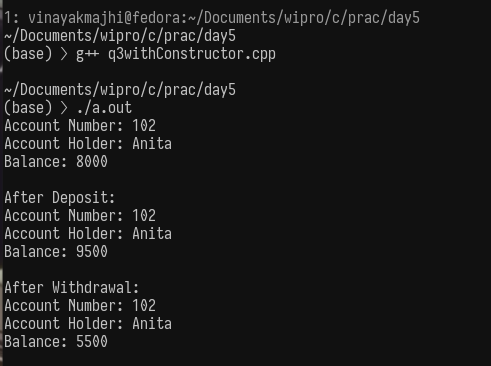 1: vinayakmajhi@fedora:~/Documents/wipro/c/prac/day5
~/Documents/wipro/c/prac/day5
(base) > g++ q3withConstructor.cpp
~/Documents/wipro/c/prac/day5
(base) > ./a.out
Account Number: 102
Account Holder: Anita
Balance: 8000
After Deposit:
Account Number: 102
Account Holder: Anita
Balance: 9500
After Withdrawal:
Account Number: 102
Account Holder: Anita
Balance: 5500